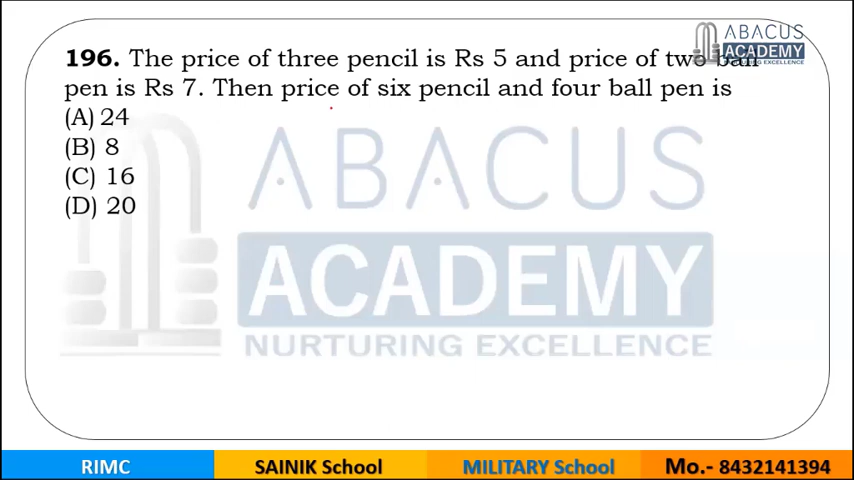 ABACUS
ACADEMY
NURTURING EXCELLENCE
196. The price of three pencil is Rs 5 and price of two ball
pen is Rs 7. Then price of six pencil and four ball pen is
(A) 24
(B) 8
(C) 16
(D) 20
ABACUS
ACADEMY
NURTURING EXCELLENCE
RIMC SAINIK School MILITARY School Mo.- 8432141394